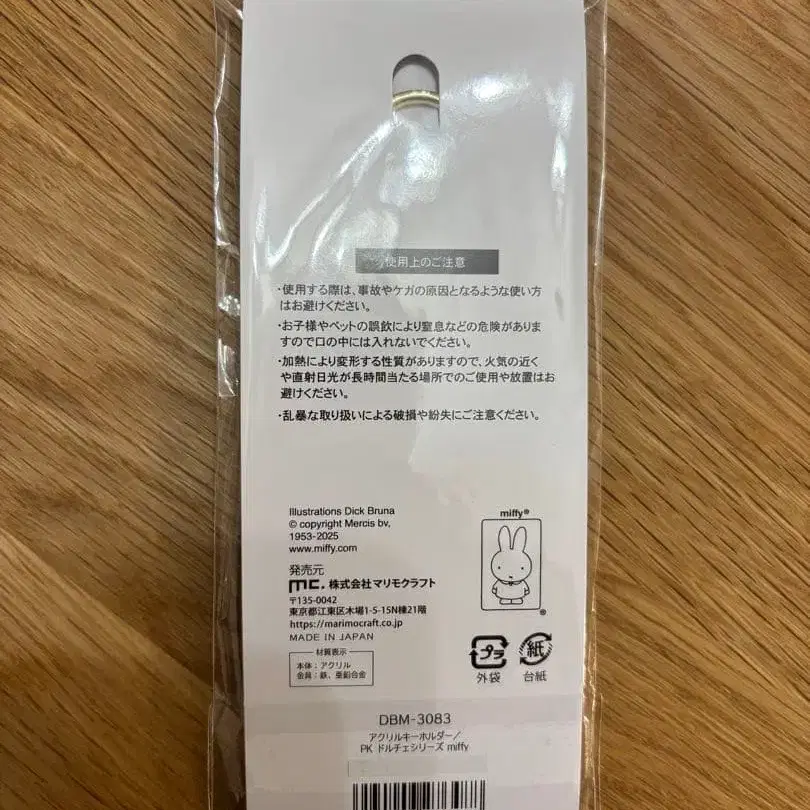 使用上のご注意
・使用する際は、事故やケガの原因となるような使い方
はお避けください。
・お子様やペットの誤飲により窒息などの危険がありま
すので口の中には入れないでください。
・加熱により変形する性質がありますので、火気の近く
や直射日光が長時間当たる場所でのご使用や放置はお
避けください。
・乱暴な取り扱いによる破損や紛失にご注意ください。
Illustrations Dick Bruna
© copyright Mercis bv,
1953-2025
www.miffy.com
miffy®
®
発売元
mc. 株式会社マリモクラフト
〒135-0042
東京都江東区木場1-5-15N棟21階
https://marimocraft.co.jp
MADE IN JAPAN
材質表示
本体：アクリル
金具：鉄、亜鉛合金
プラ
外袋
紙
台紙
DBM-3083
アクリルキーホルダー／
PK ドルチェシリーズ miffy